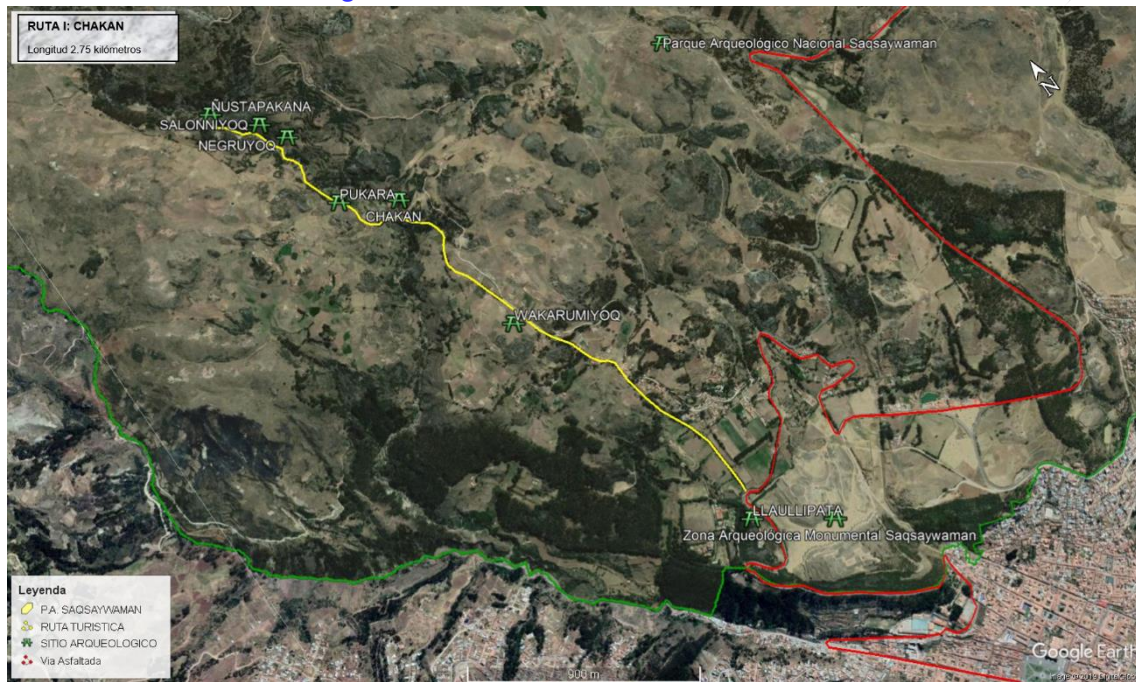 RUTA I: CHAKAN
Longitud 2.75 kilómetros
Parque Arqueológico Nacional Saqsaywaman
N
ÑUSTAPAKANA
SALONNIYOQ
NEGRUYOQ
PUKARA
CHAKAN
WAKARUMIYOQ
LLAULLIPATA
Zona Arqueológica Monumental Saqsaywaman
Leyenda
P.A. SAQSAYWAMAN
RUTA TURISTICA
SITIO ARQUEOLOGICO
Via Asfaltada
900 m
Google Earth